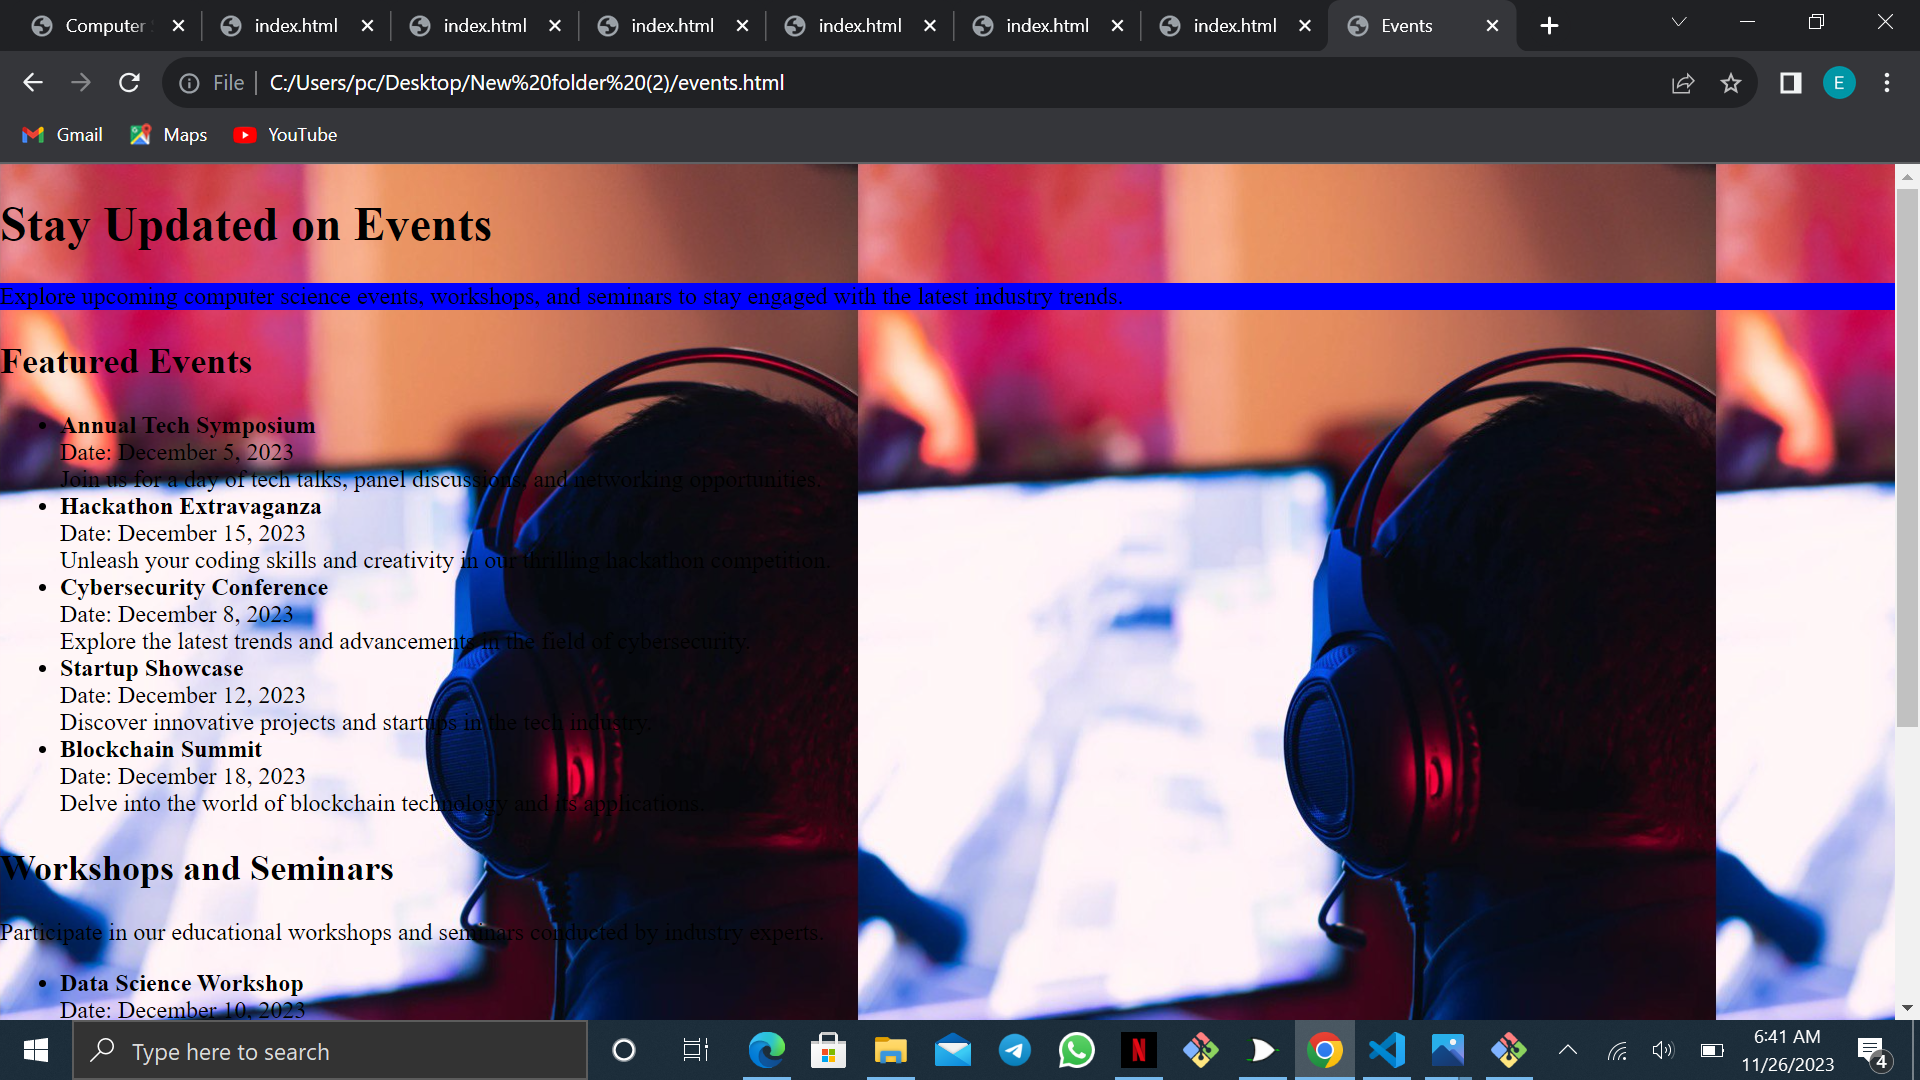 Computer
index.html
index.html
index.html
index.html
index.html
index.html
Events
File
C:/Users/pc/Desktop/New%20folder%20(2)/events.html
E
Gmail
Maps
YouTube
Stay Updated on Events
Explore upcoming computer science events, workshops, and seminars to stay engaged with the latest industry trends.
Featured Events
• Annual Tech Symposium
Date: December 5, 2023
Join us for a day of tech talks, panel discussions, and networking opportunities.
• Hackathon Extravaganza
Date: December 15, 2023
Unleash your coding skills and creativity in our thrilling hackathon competition.
• Cybersecurity Conference
Date: December 8, 2023
Explore the latest trends and advancements in the field of cybersecurity.
• Startup Showcase
Date: December 12, 2023
Discover innovative projects and startups in the tech industry.
• Blockchain Summit
Date: December 18, 2023
Delve into the world of blockchain technology and its applications.
Workshops and Seminars
Participate in our educational workshops and seminars conducted by industry experts.
• Data Science Workshop
Date: December 10, 2023
Type here to search
N
6:41 AM
11/26/2023
4